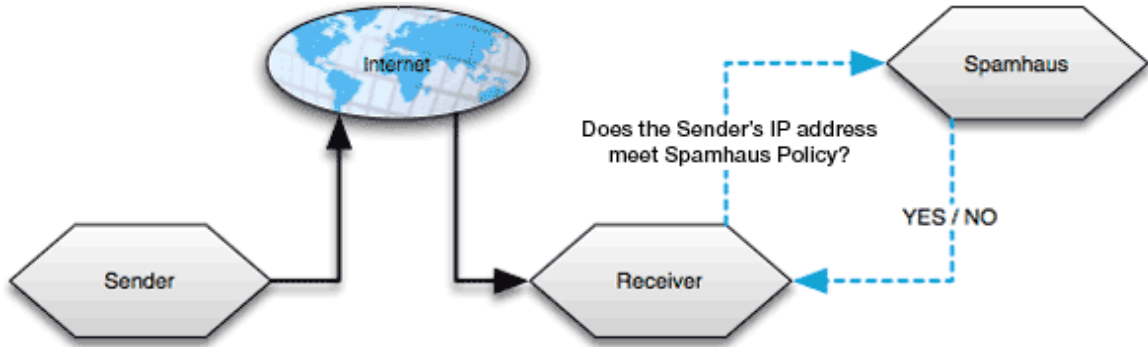 Internet
Spamhaus
Does the Sender's IP address
meet Spamhaus Policy?
YES / NO
Sender
Receiver